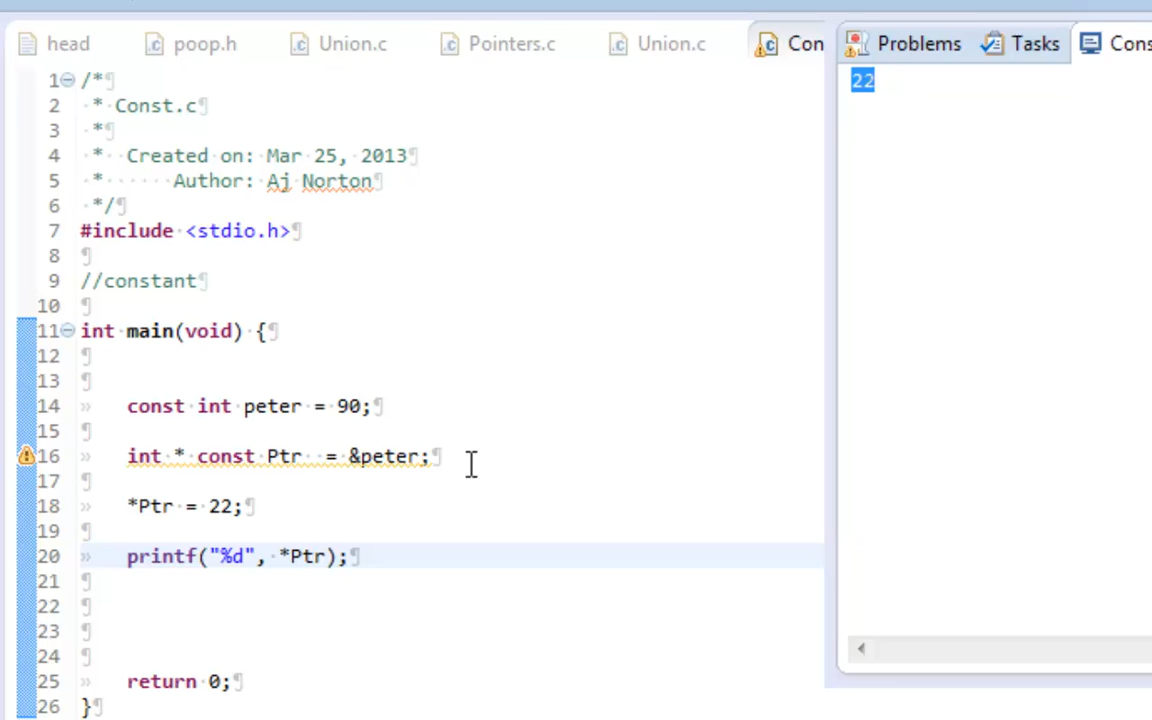 head poop.h Union.c Pointers.c Union.c Con Problems Tasks Cons
22
1 /*¶
2 * Const.c¶
3 *¶
4 * Created on: Mar 25, 2013¶
5 * Author: Aj Norton¶
6 */¶
7 #include <stdio.h>¶
8 ¶
9 //constant¶
10 ¶
11 int main(void) {¶
12 ¶
13 ¶
14 » const int peter = 90;¶
15 ¶
16 » int * const Ptr  = &peter;¶
17 ¶
18 » *Ptr = 22;¶
19 ¶
20 » printf("%d", *Ptr);¶
21 ¶
22 ¶
23 ¶
24 ¶
25 » return 0;¶
26 }¶